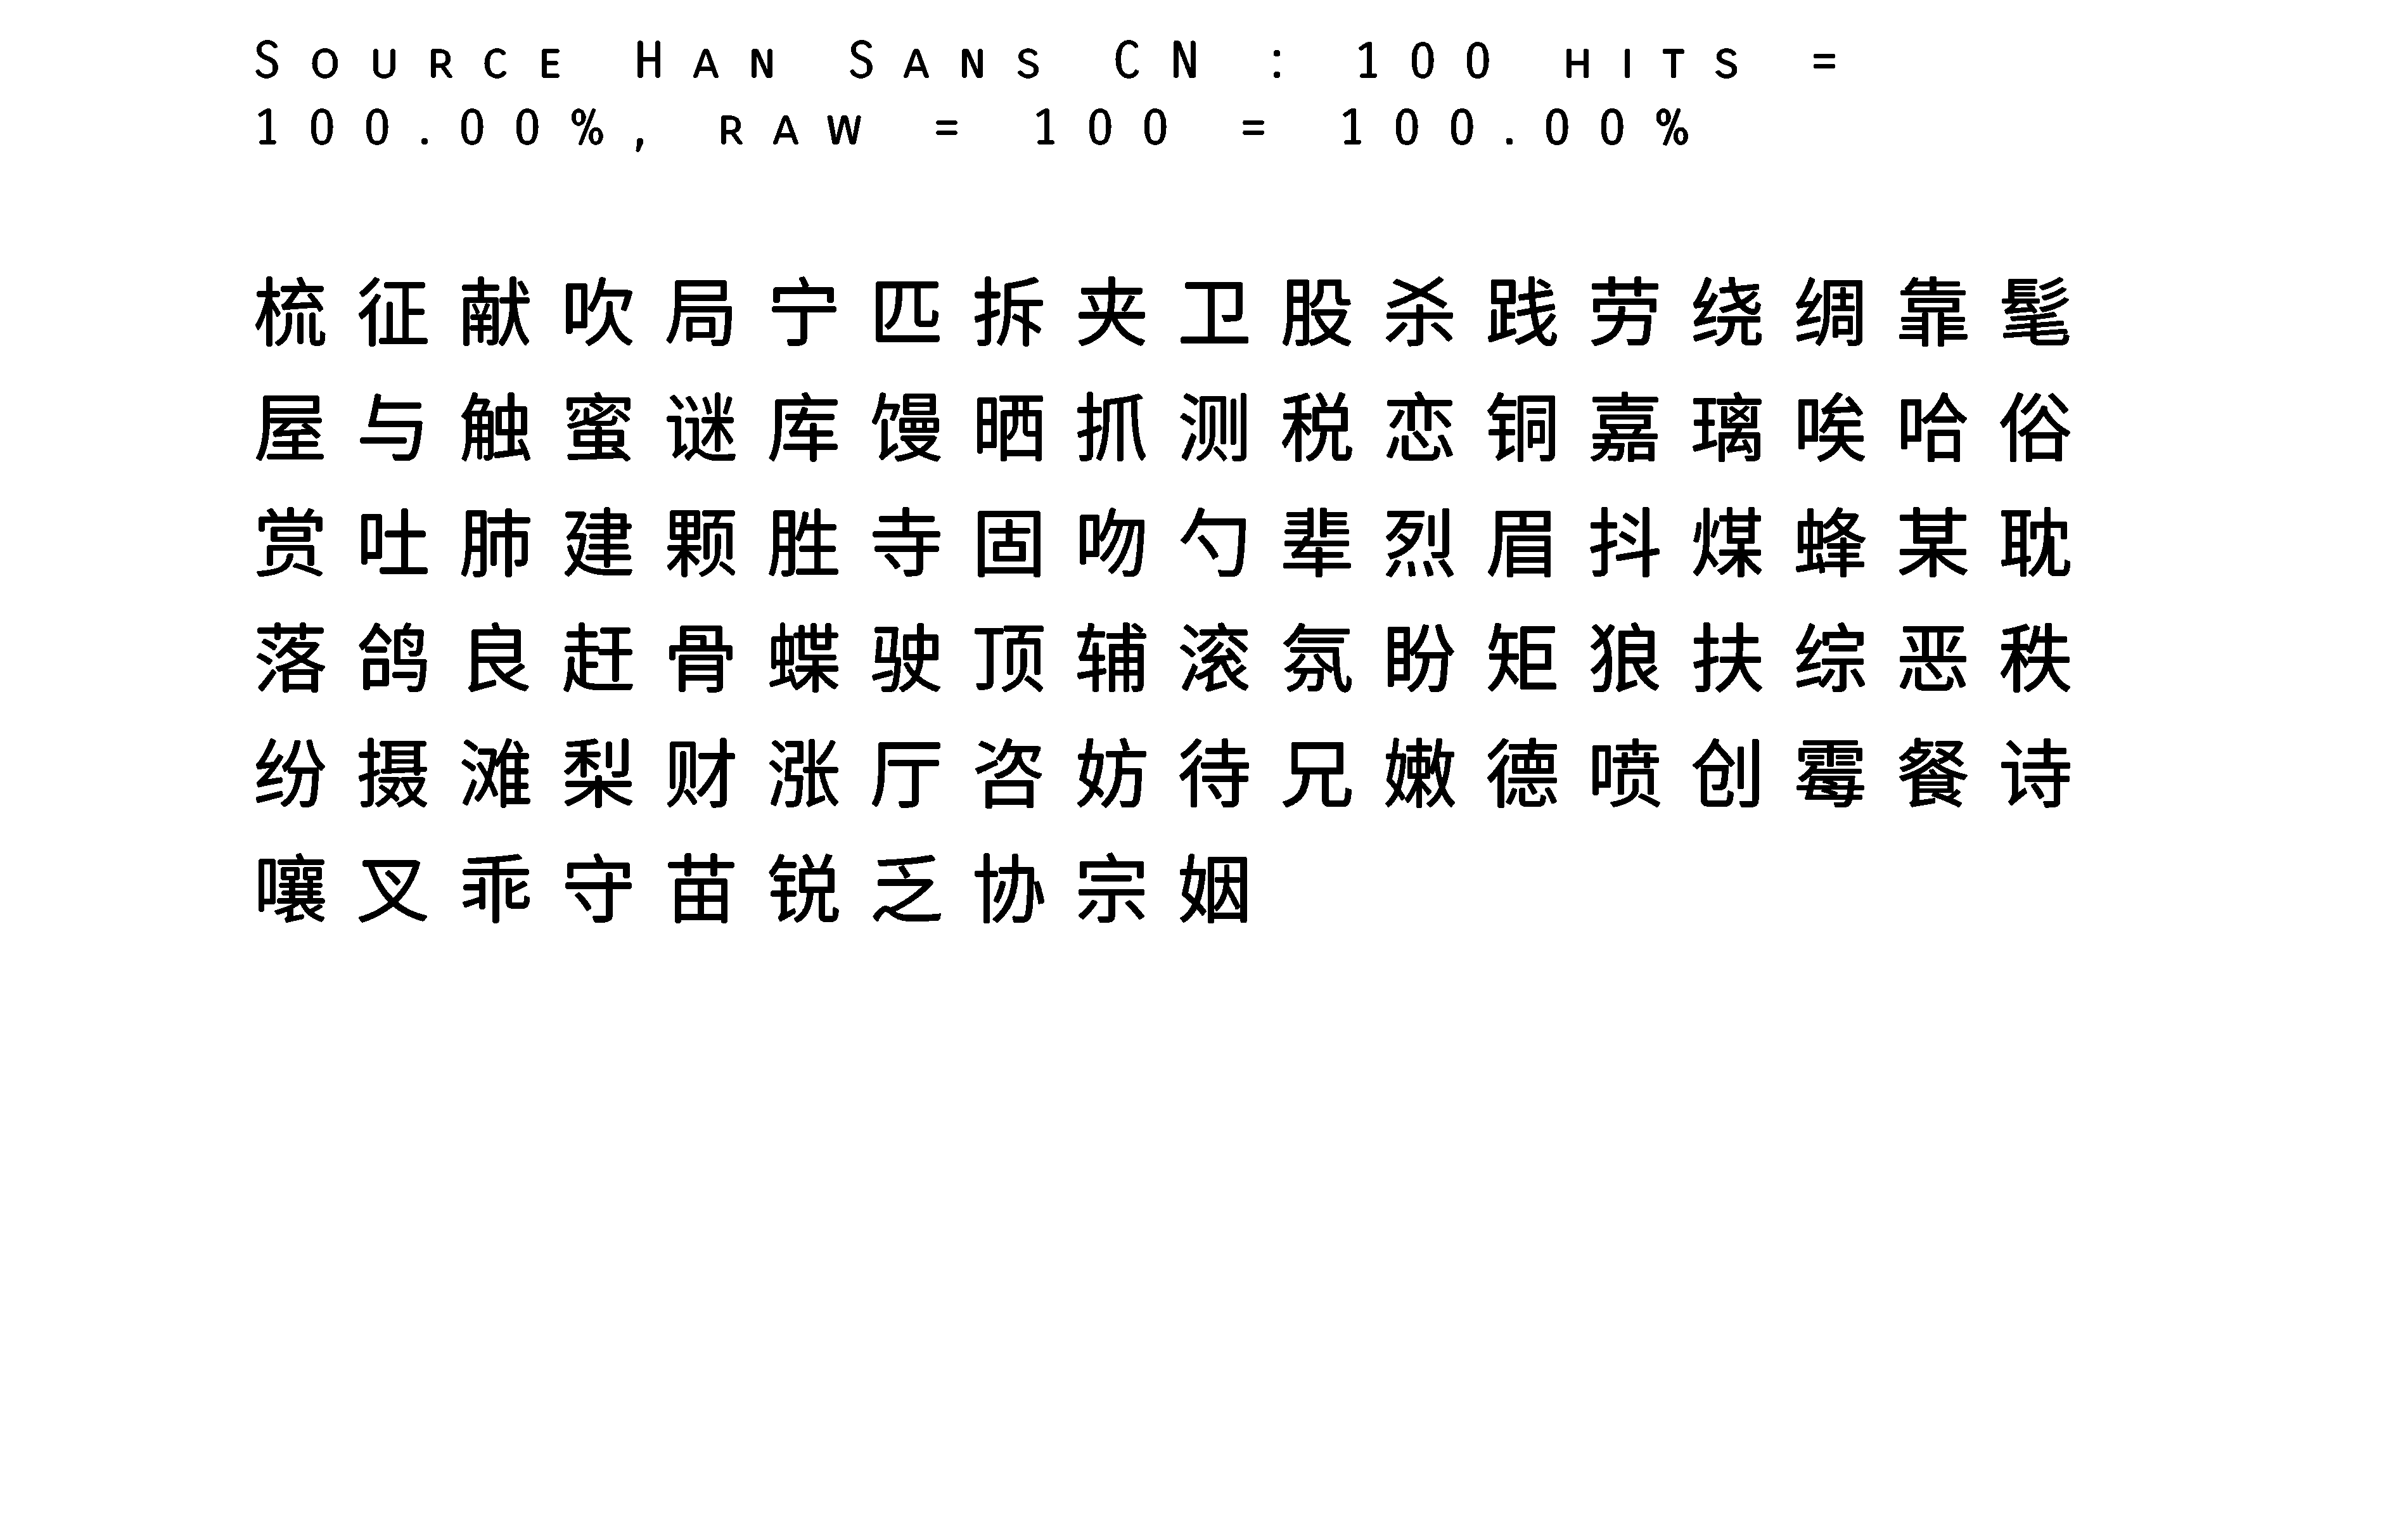 Source Han Sans CN : 100 hits =
100.00%, raw = 100 = 100.00%
梳征献吹局宁匹拆夹卫股杀践劳绕绸靠髦
屋与触蜜谜库馒晒抓测税恋铜嘉璃唉哈俗
赏吐肺建颗胜寺固吻勺辈烈眉抖煤蜂某耽
落鸽良赶骨蝶驶顶辅滚氛盼矩狼扶综恶秩
纷摄滩梨财涨厅咨妨待兄嫩德喷创霉餐诗
嚷叉乖守苗锐乏协宗姻